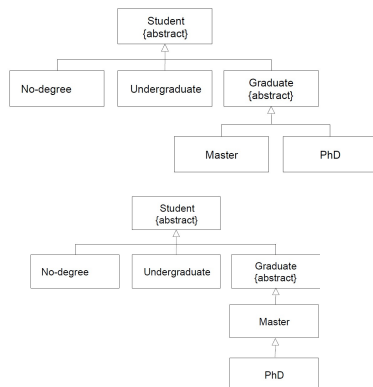 Student
{abstract}
No-degree
Undergraduate
Graduate
{abstract}
Master
PhD
Student
{abstract}
No-degree
Undergraduate
Graduate
{abstract}
Master
PhD